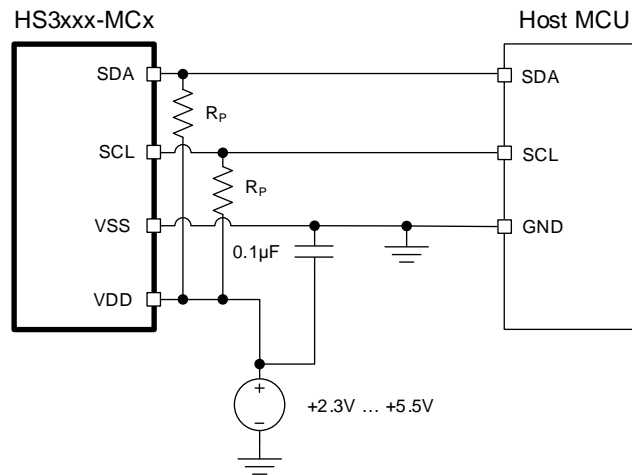 HS3xxx-MCx
Host MCU
SDA
SDA
R_P
SCL
SCL
R_P
VSS
GND
0.1µF
VDD
+
+2.3V … +5.5V
−